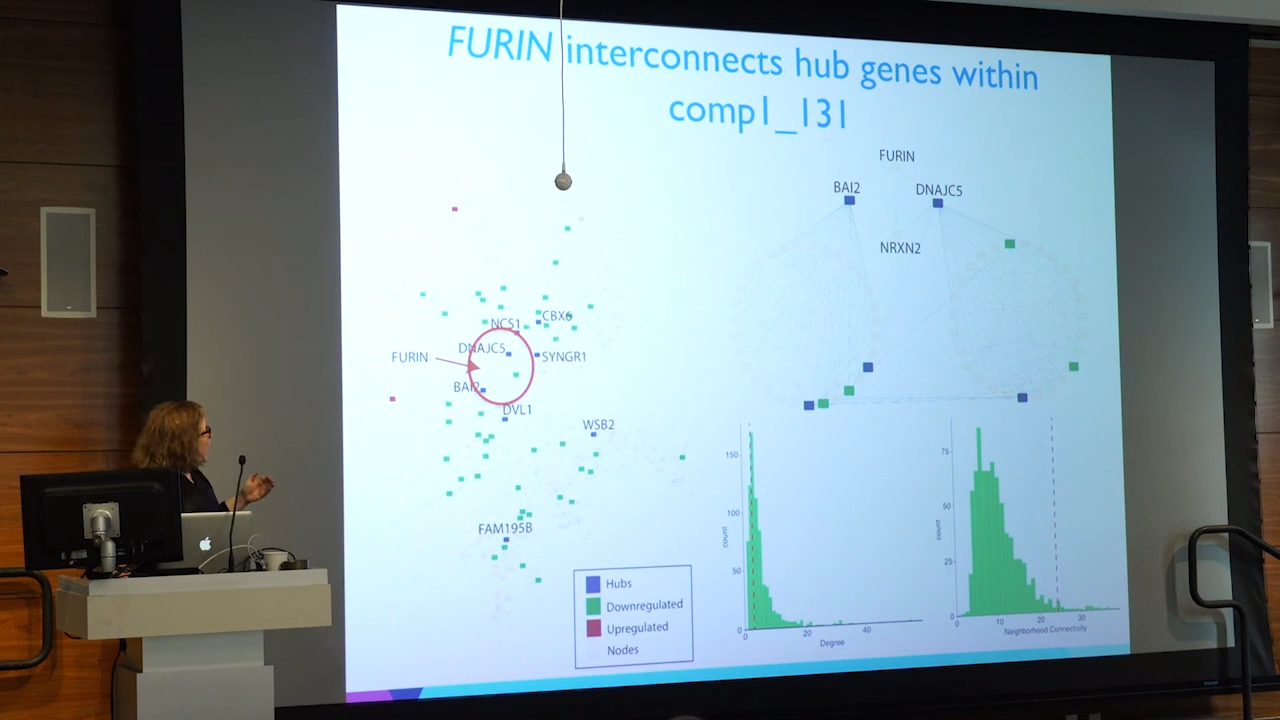 FURIN interconnects hub genes within
comp1_131
FURIN
BAI2
DNAJC5
NRXN2
NCS1
CBX6
DNAJC5
SYNGR1
FURIN
BAI2
DVL1
WSB2
FAM195B
Hubs
Downregulated
Upregulated
Nodes
150
100
50
0
count
0
20
40
Degree
75
50
25
0
count
0
10
20
30
Neighborhood Connectivity